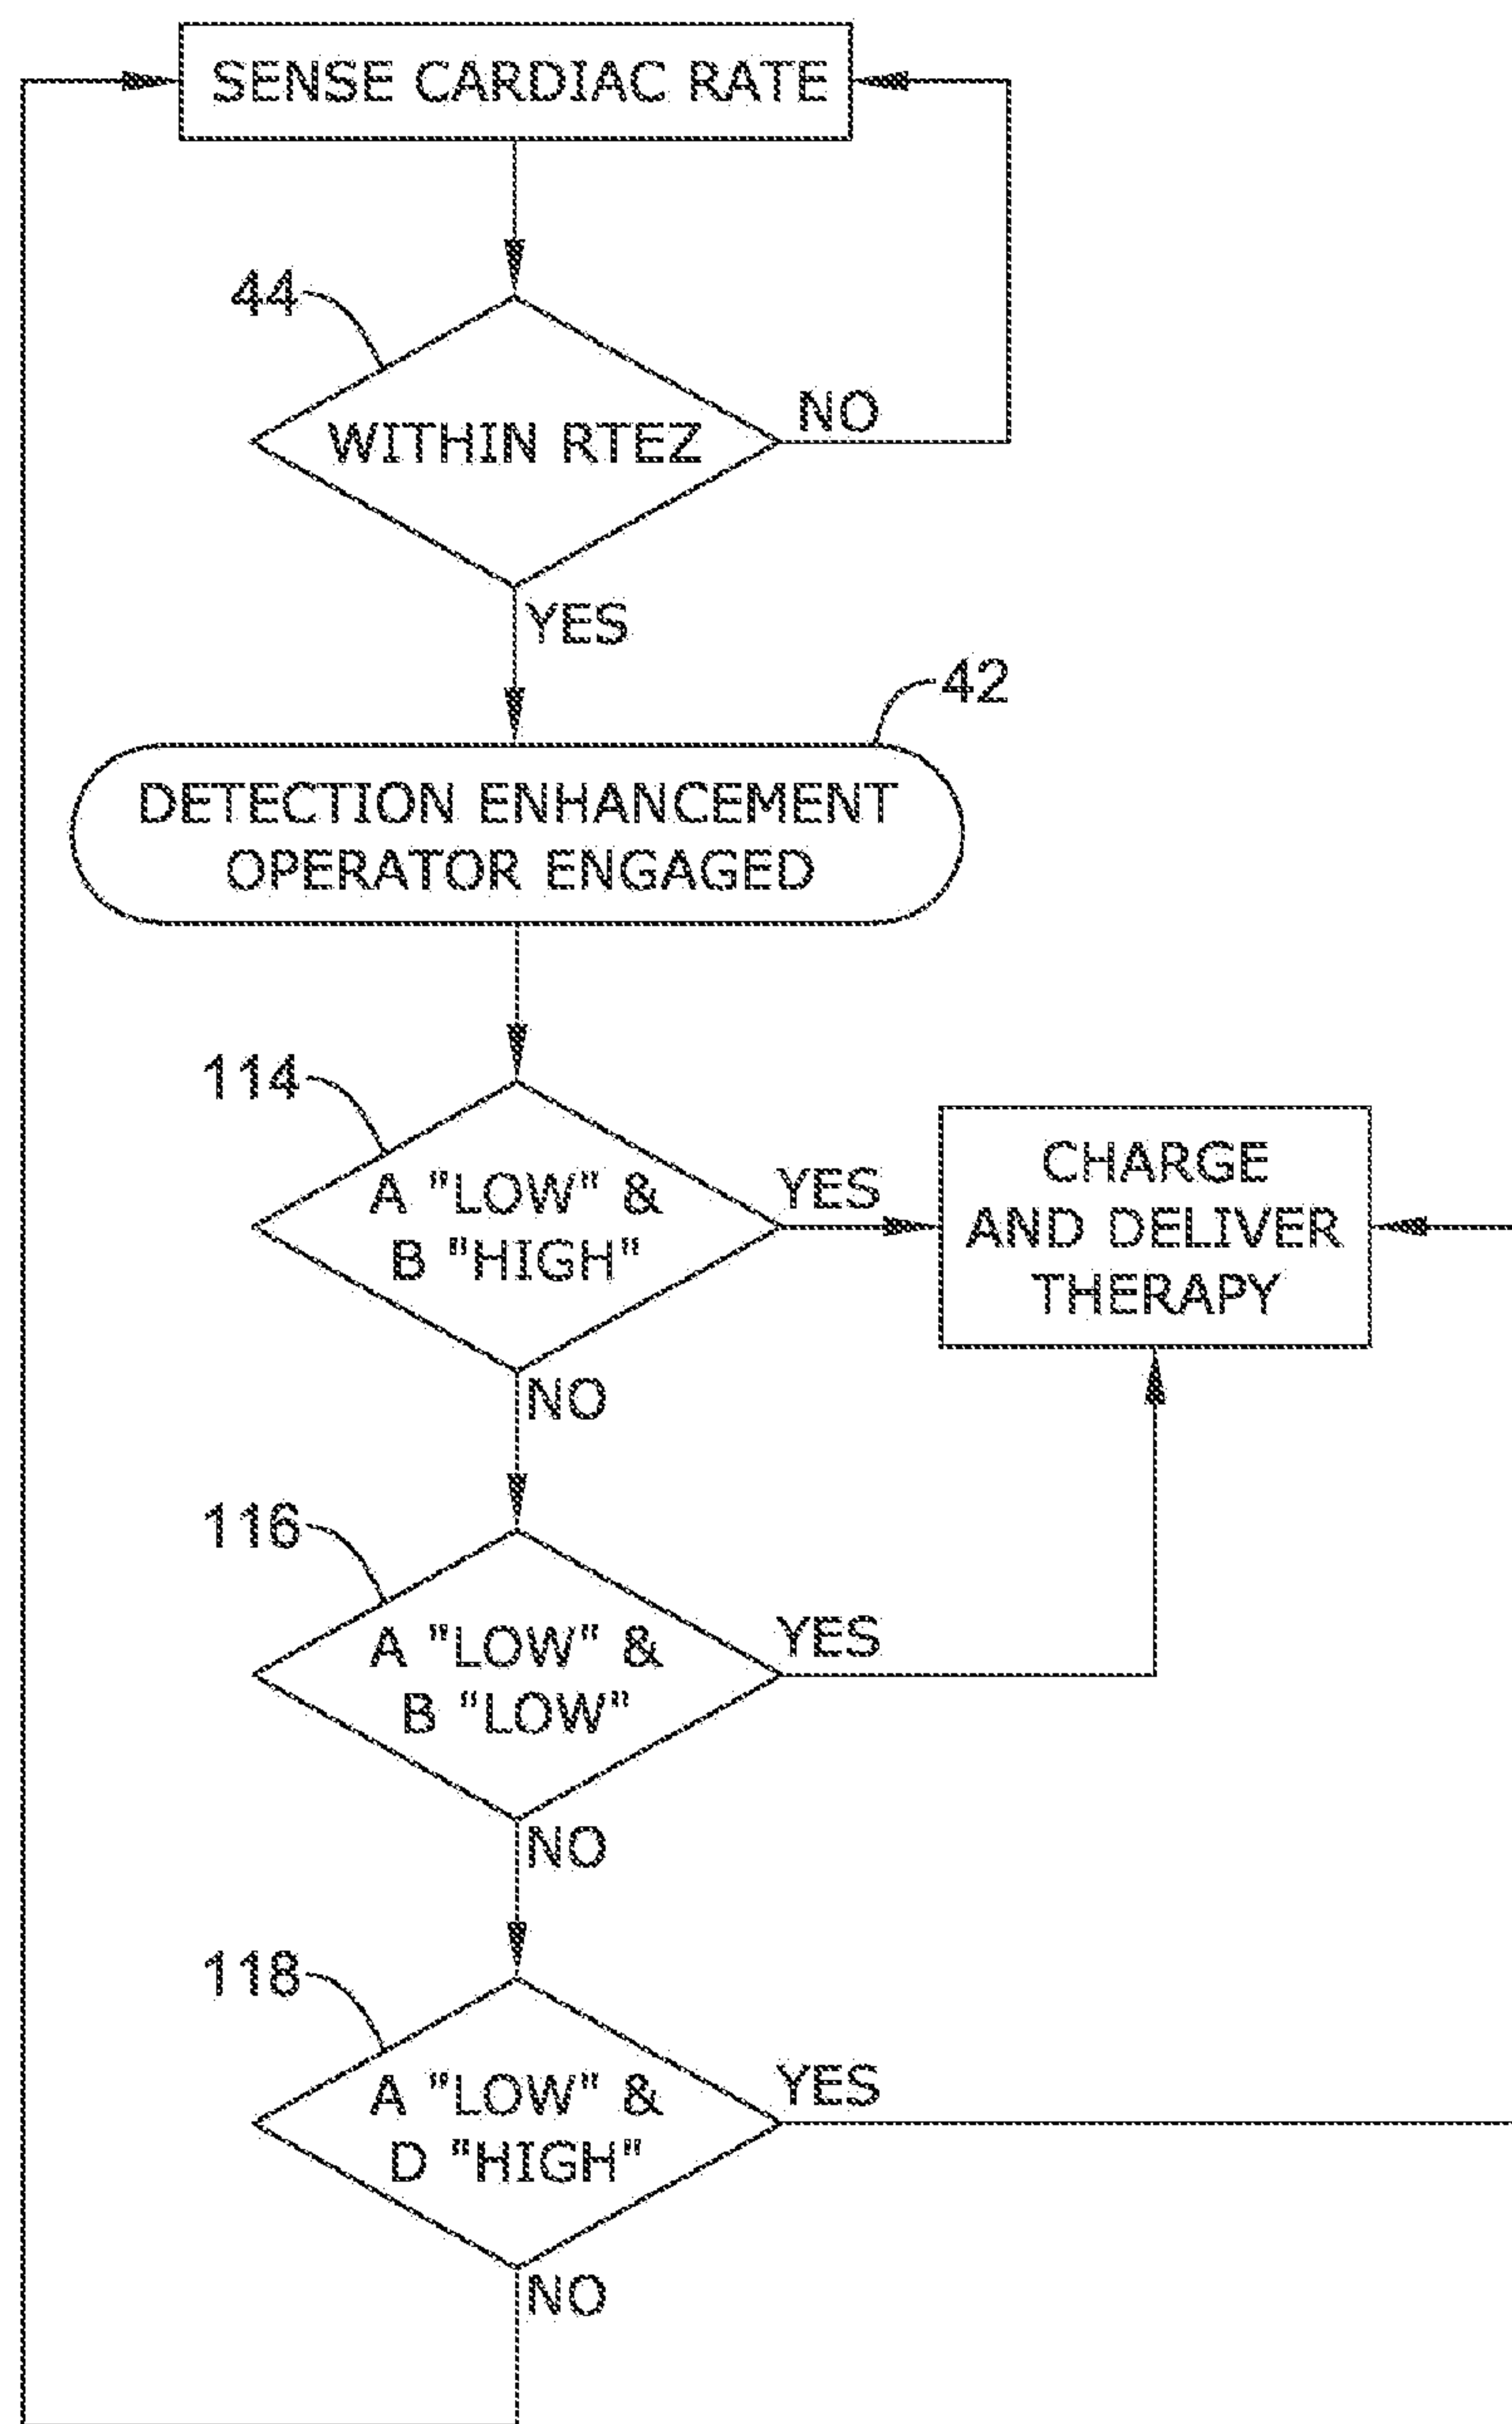 SENSE CARDIAC RATE
44
WITHIN RTEZ
NO
YES
42
DETECTION ENHANCEMENT
OPERATOR ENGAGED
114
A "LOW" &
B "HIGH"
YES
CHARGE
AND DELIVER
THERAPY
NO
116
A "LOW" &
B "LOW"
YES
NO
118
A "LOW" &
D "HIGH"
YES
NO